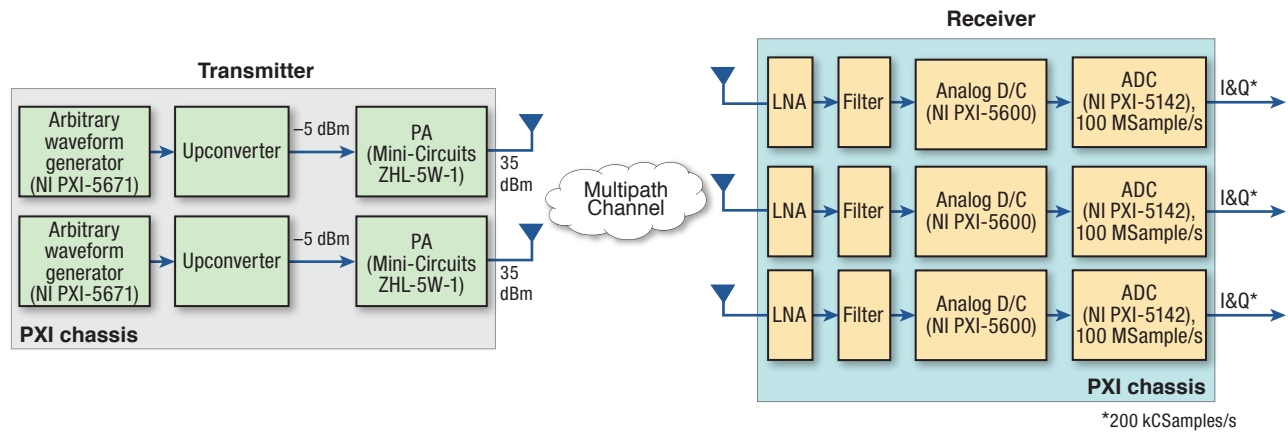 Transmitter
Arbitrary
waveform
generator
(NI PXI-5671)
Upconverter
–5 dBm
PA
(Mini-Circuits
ZHL-5W-1)
35
dBm
Arbitrary
waveform
generator
(NI PXI-5671)
Upconverter
–5 dBm
PA
(Mini-Circuits
ZHL-5W-1)
35
dBm
PXI chassis
Multipath
Channel
Receiver
LNA
Filter
Analog D/C
(NI PXI-5600)
ADC
(NI PXI-5142),
100 MSample/s
I&Q*
LNA
Filter
Analog D/C
(NI PXI-5600)
ADC
(NI PXI-5142),
100 MSample/s
I&Q*
LNA
Filter
Analog D/C
(NI PXI-5600)
ADC
(NI PXI-5142),
100 MSample/s
I&Q*
PXI chassis
*200 kCSamples/s